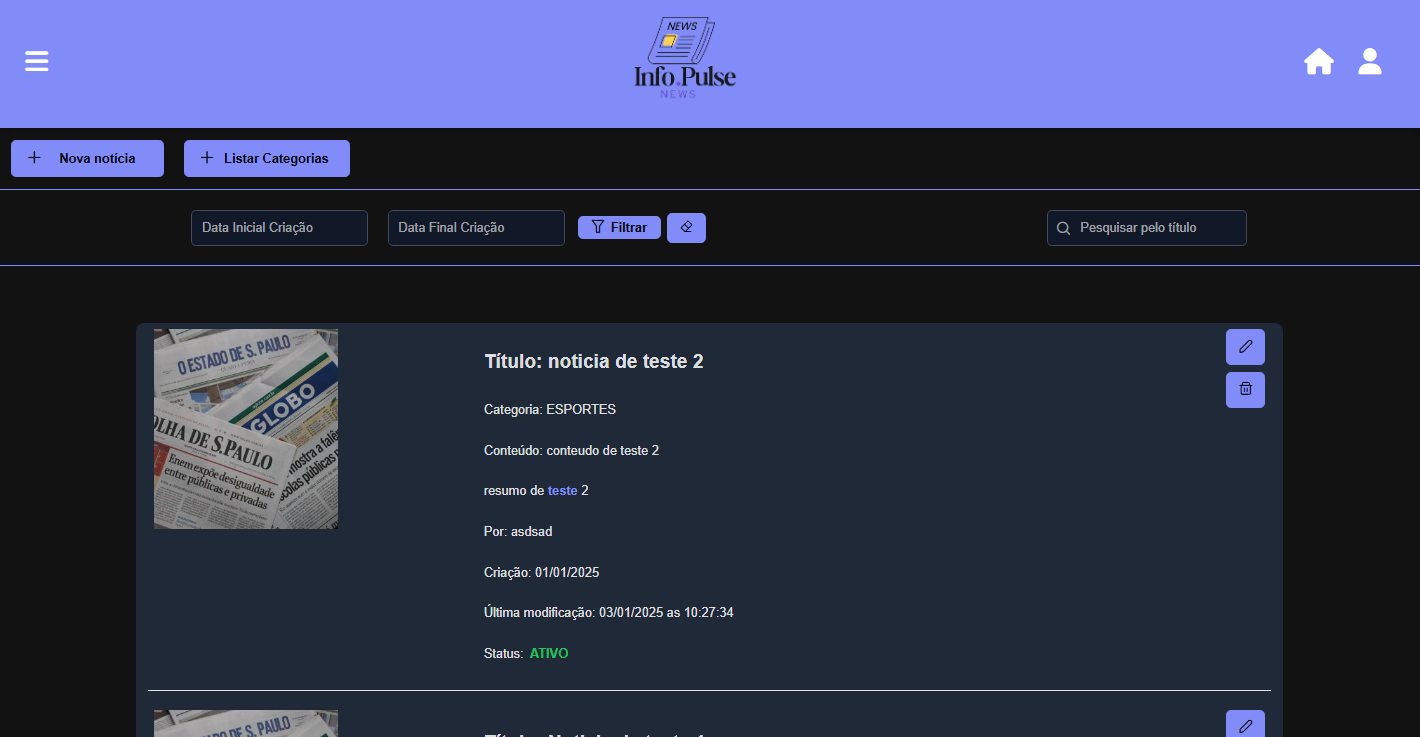 NEWS
Info.Pulse
NEWS
Nova notícia
Listar Categorias
Data Inicial Criação
Data Final Criação
Filtrar
Pesquisar pelo título
O ESTADO DE S. PAULO
GLOBO
OLHA DE S.PAULO
Enem expõe desigualdade
entre públicas e privadas
mostra a falê
scolas públicas
Título: noticia de teste 2
Categoria: ESPORTES
Conteúdo: conteudo de teste 2
resumo de teste 2
Por: asdsad
Criação: 01/01/2025
Última modificação: 03/01/2025 as 10:27:34
Status: ATIVO
DE S. PAULO